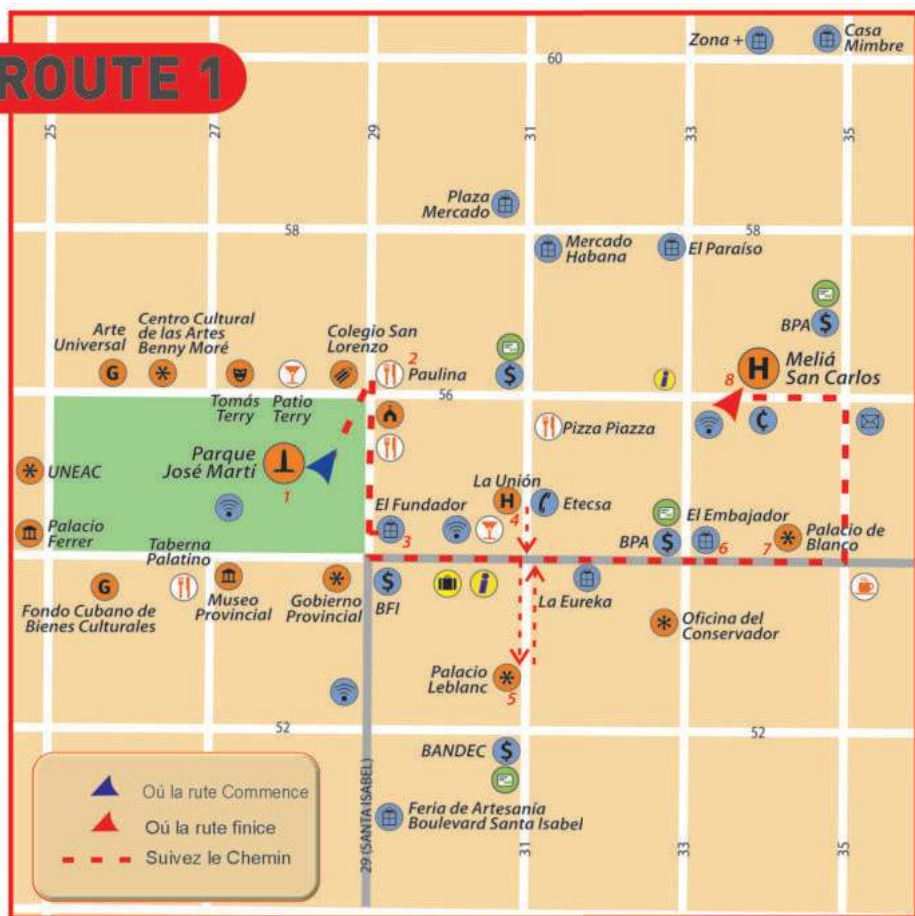 ROUTE 1
Zona +
Casa
Mimbre
60
25
27
29
31
33
35
Plaza
Mercado
58
58
Mercado
Habana
El Paraíso
BPA
$
Arte
Universal
Centro Cultural
de las Artes
Benny Moré
Colegio San
Lorenzo
2
Paulina
$
i
H
8
Meliá
San Carlos
G
Tomás
Terry
Patio
Terry
56
₵
Pizza Piazza
Parque
José Martí
1
UNEAC
La Unión
H
4
Etecsa
El Fundador
3
El Embajador
BPA
$
6
7
Palacio de
Blanco
Palacio
Ferrer
Taberna
Palatino
G
Fondo Cubano de
Bienes Culturales
Museo
Provincial
Gobierno
Provincial
$
BFI
i
La Eureka
Oficina del
Conservador
Palacio
Leblanc
5
52
52
BANDEC
$
Feria de Artesanía
Boulevard Santa Isabel
29 (SANTA ISABEL)
31
33
35
Oú la rute Commence
Oú la rute finice
Suivez le Chemin